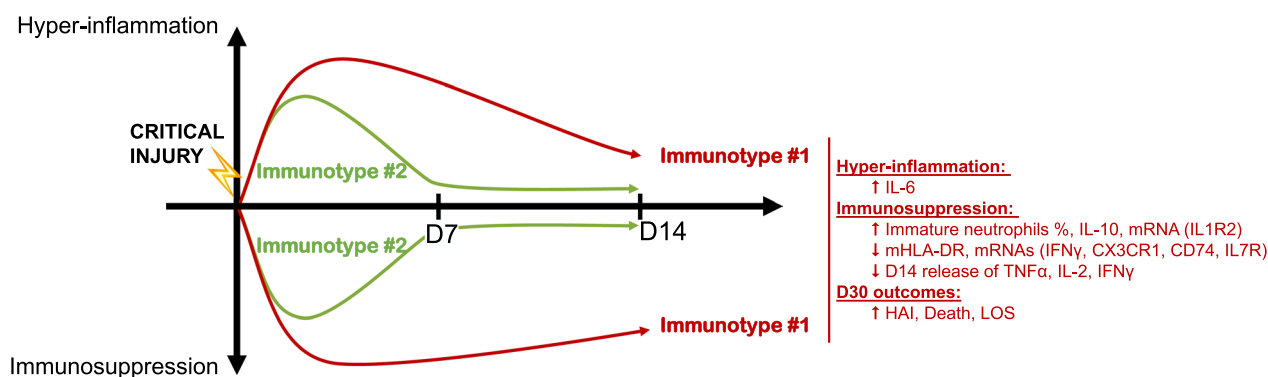 Hyper-inflammation
CRITICAL
INJURY
Immunotype #2
Immunotype #1
Immunotype #2
D7
D14
Immunotype #1
Immunosuppression
Hyper-inflammation:
↑ IL-6
Immunosuppression:
↑ Immature neutrophils %, IL-10, mRNA (IL1R2)
↓ mHLA-DR, mRNAs (IFNγ, CX3CR1, CD74, IL7R)
↓ D14 release of TNFα, IL-2, IFNγ
D30 outcomes:
↑ HAI, Death, LOS